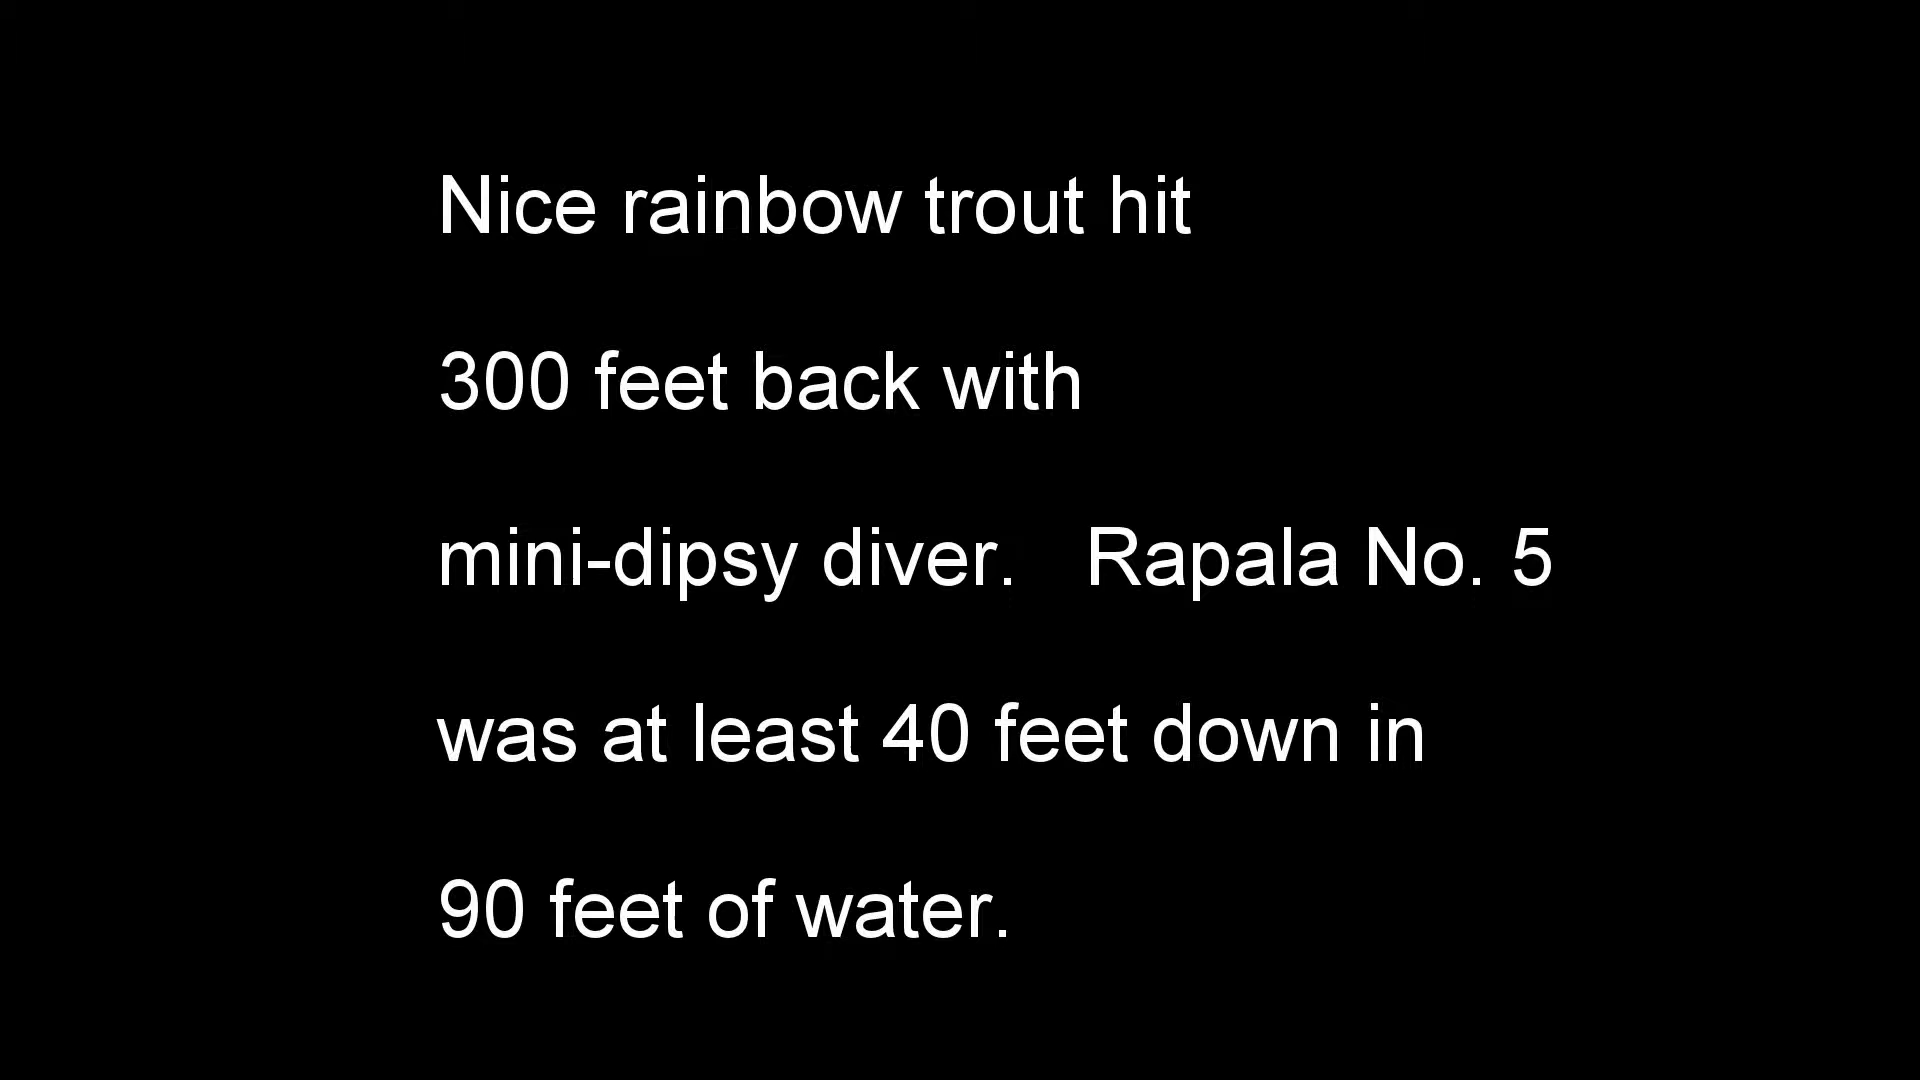 Nice rainbow trout hit
300 feet back with
mini-dipsy diver.   Rapala No. 5
was at least 40 feet down in
90 feet of water.